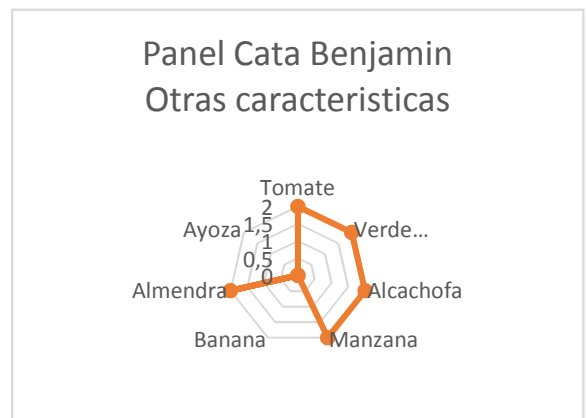 Panel Cata Benjamin
Otras caracteristicas
Tomate
2
1,5
1
0,5
0
Ayoza
Verde...
Almendra
Alcachofa
Banana
Manzana